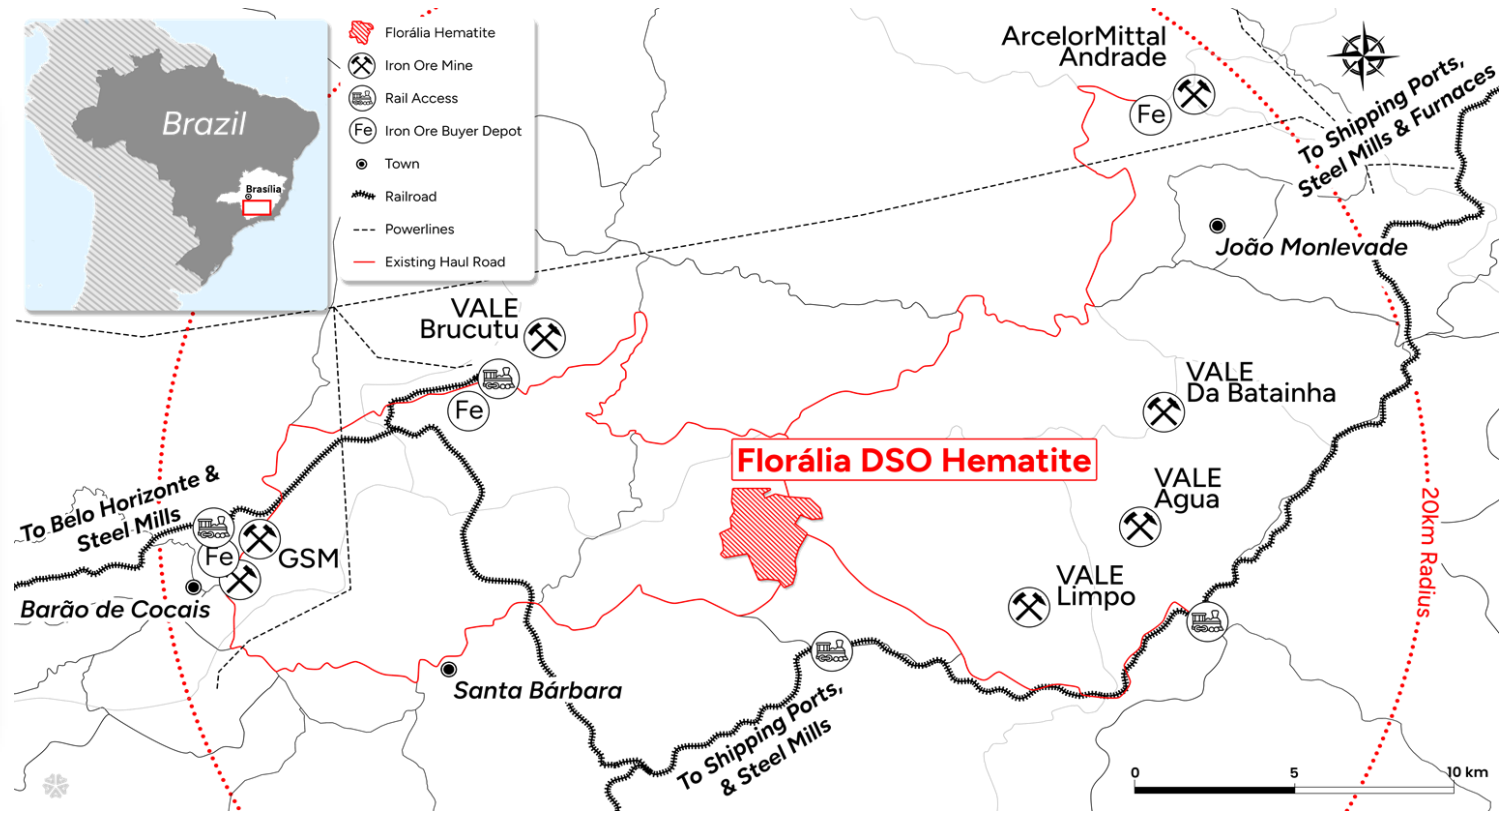 Brazil
Brasília
Florália Hematite
Iron Ore Mine
Rail Access
Fe
Iron Ore Buyer Depot
Town
Railroad
Powerlines
Existing Haul Road
ArcelorMittal
Andrade
Fe
To Shipping Ports,
Steel Mills & Furnaces
João Monlevade
VALE
Brucutu
Fe
VALE
Da Batainha
Florália DSO Hematite
VALE
Agua
To Belo Horizonte &
Steel Mills
Fe
GSM
Barão de Cocais
VALE
Limpo
20km Radius
Santa Bárbara
To Shipping Ports,
& Steel Mills
0
5
10 km